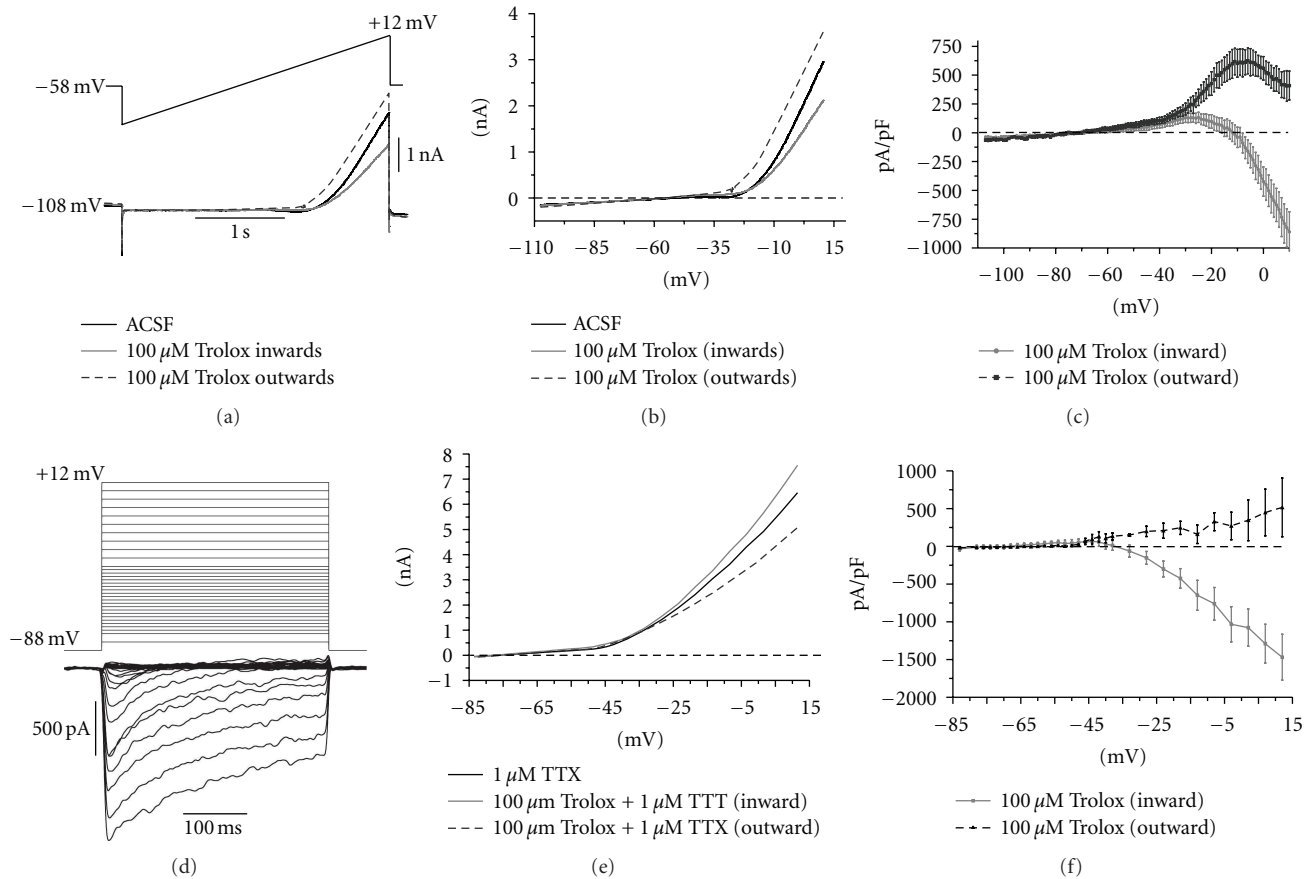 +12 mV
−58 mV
1 nA
−108 mV
1 s
ACSF
100 μM Trolox inwards
100 μM Trolox outwards
(a)
4
3
2
1
0
(nA)
−110 −85 −60 −35 −10 15
(mV)
ACSF
100 μM Trolox (inwards)
100 μM Trolox (outwards)
(b)
750
500
250
0
−250
−500
−750
−1000
pA/pF
−100 −80 −60 −40 −20 0
(mV)
100 μM Trolox (inward)
100 μM Trolox (outward)
(c)
+12 mV
−88 mV
500 pA
100 ms
(d)
8
7
6
5
4
3
2
1
0
−1
(nA)
−85 −65 −45 −25 −5 15
(mV)
1 μM TTX
100 μm Trolox + 1 μM TTT (inward)
100 μm Trolox + 1 μM TTX (outward)
(e)
1000
500
0
−500
−1000
−1500
−2000
pA/pF
−85 −65 −45 −25 −5 15
(mV)
100 μM Trolox (inward)
100 μM Trolox (outward)
(f)